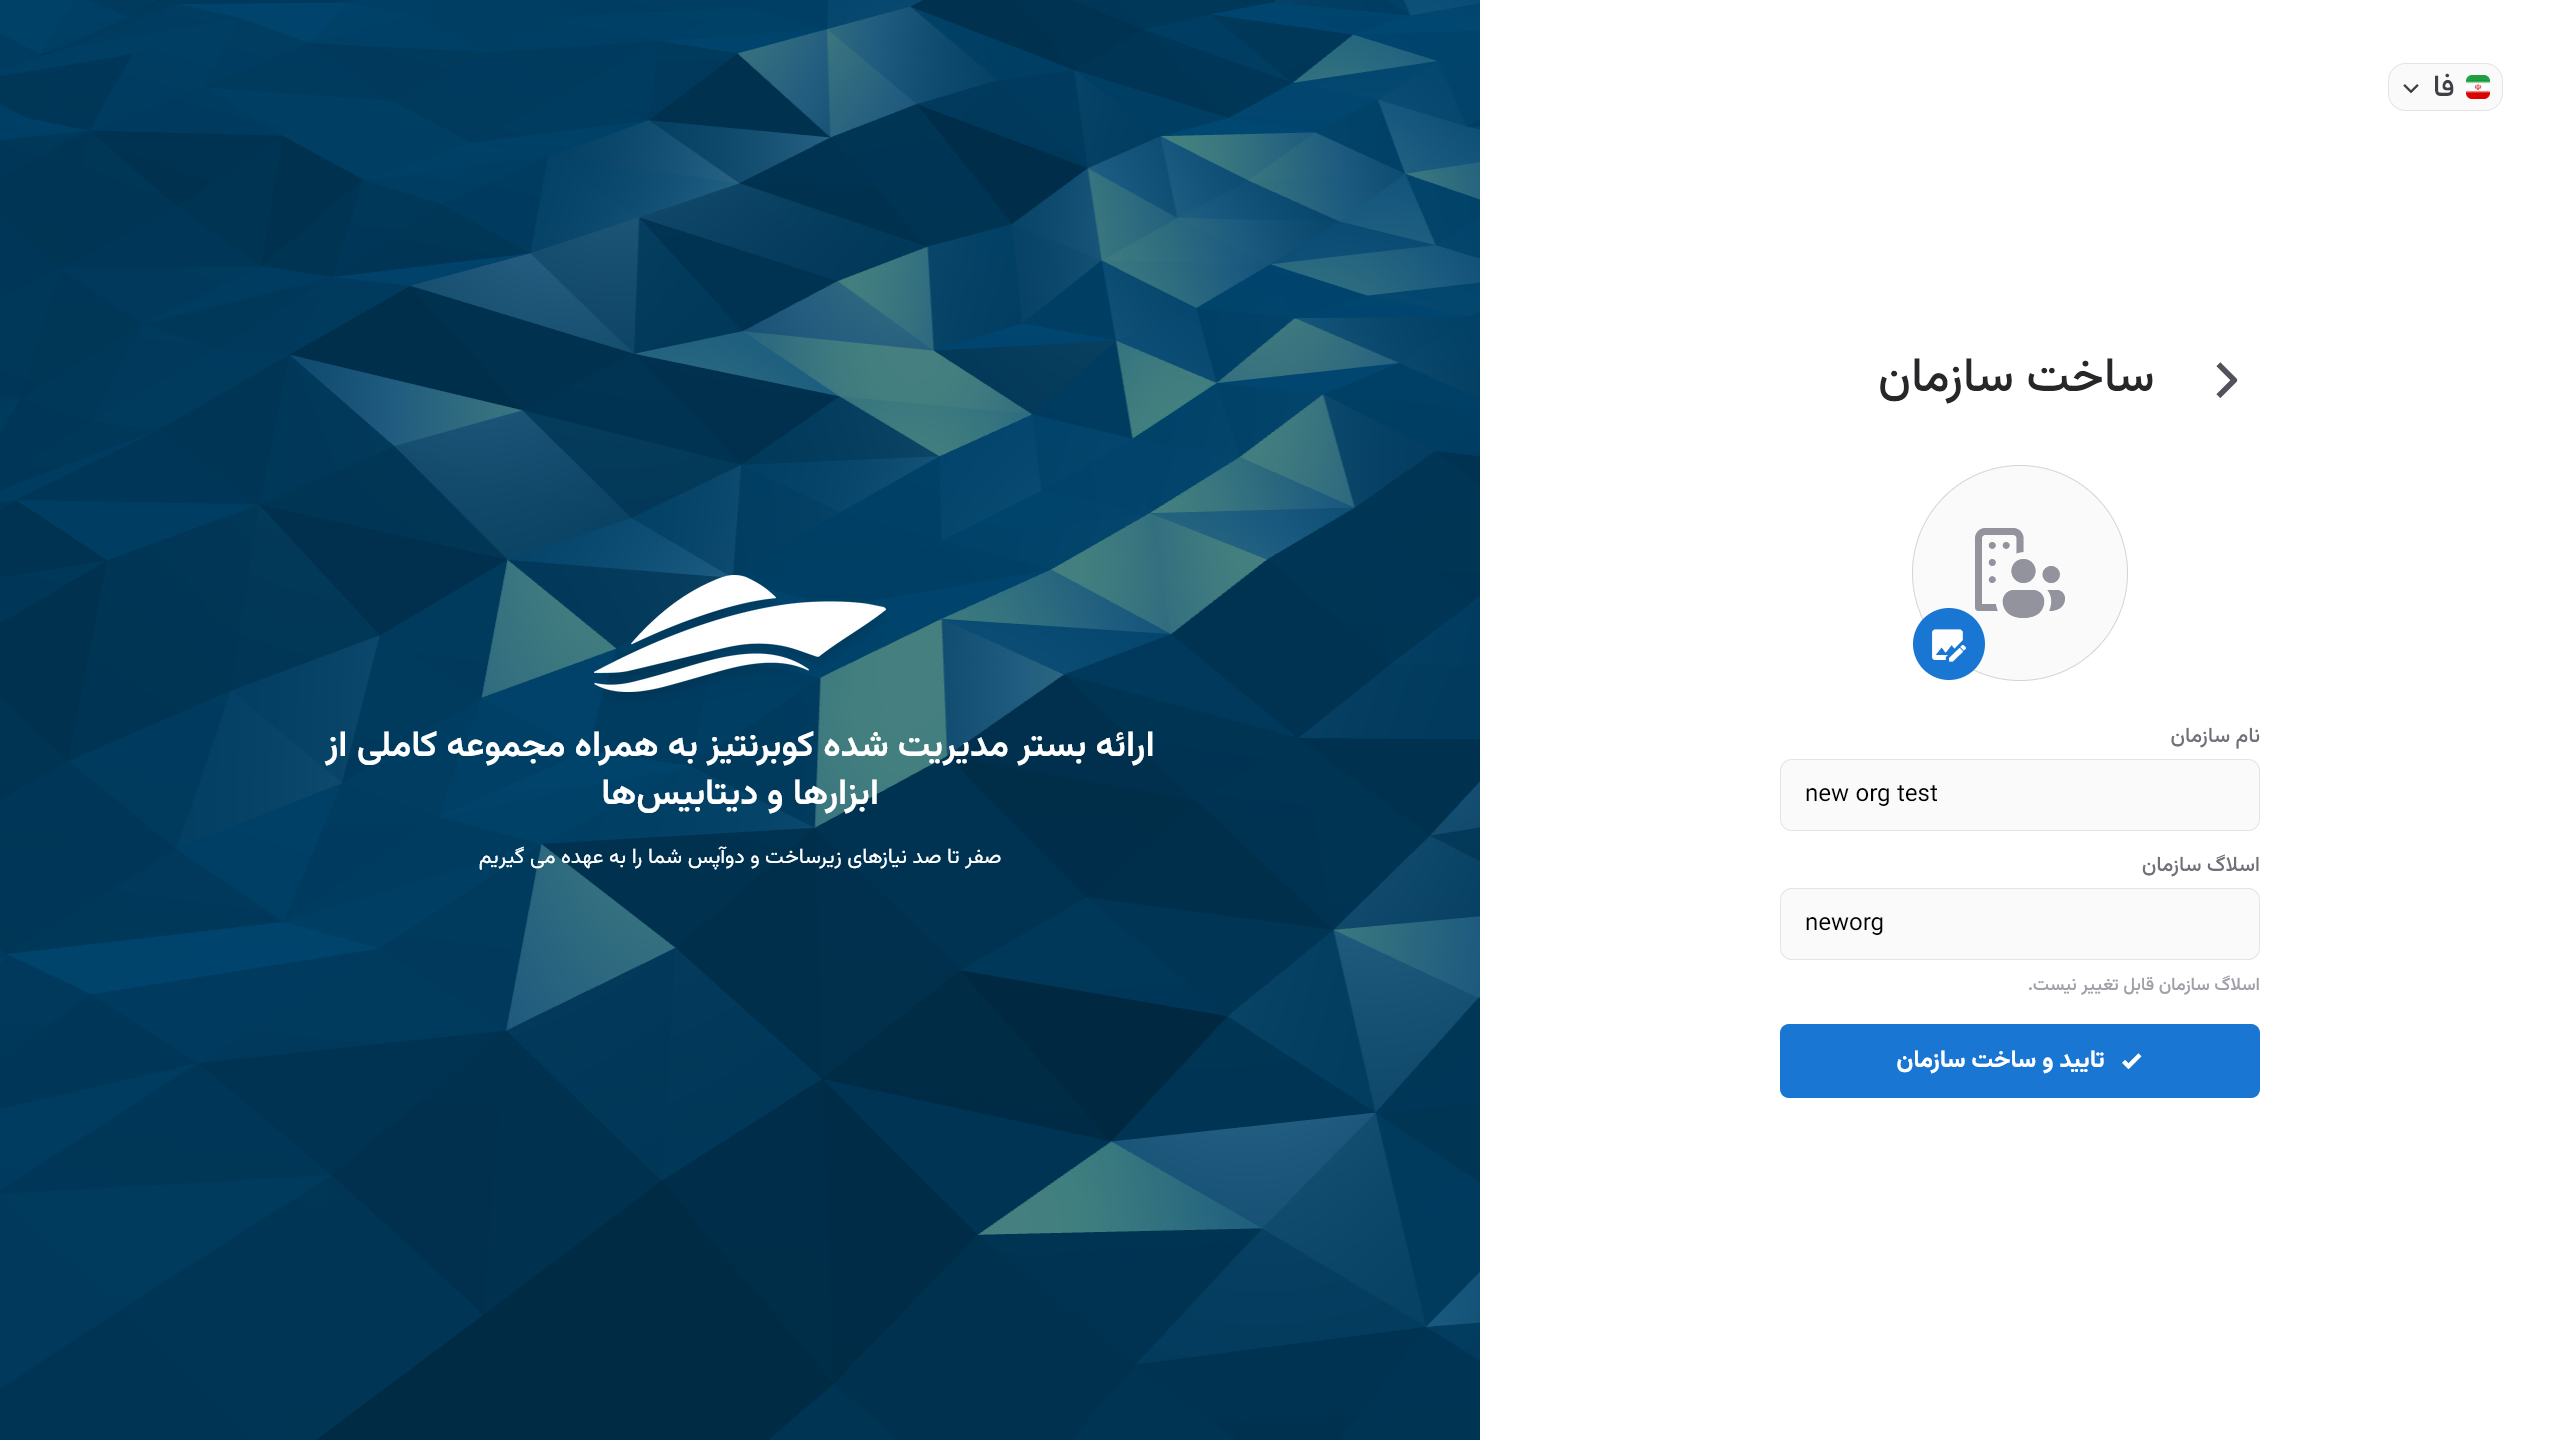 فا
ساخت سازمان
نام سازمان
new org test
اسلاگ سازمان
neworg
اسلاگ سازمان قابل تغییر نیست.
تایید و ساخت سازمان
ارائه بستر مدیریت شده کوبرنتیز به همراه مجموعه کاملی از
ابزارها و دیتابیس‌ها
صفر تا صد نیازهای زیرساخت و دوآپس شما را به عهده می گیریم